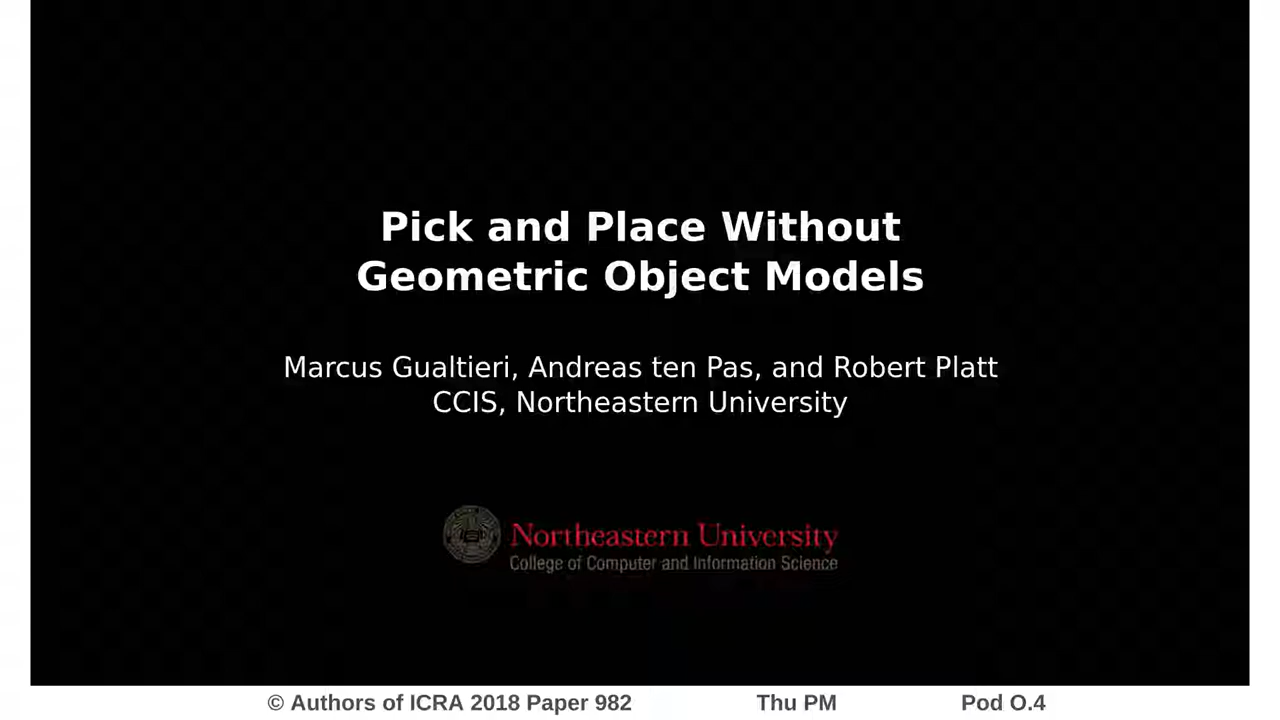 Pick and Place Without
Geometric Object Models
Marcus Gualtieri, Andreas ten Pas, and Robert Platt
CCIS, Northeastern University
Northeastern University
College of Computer and Information Science
© Authors of ICRA 2018 Paper 982 Thu PM Pod O.4